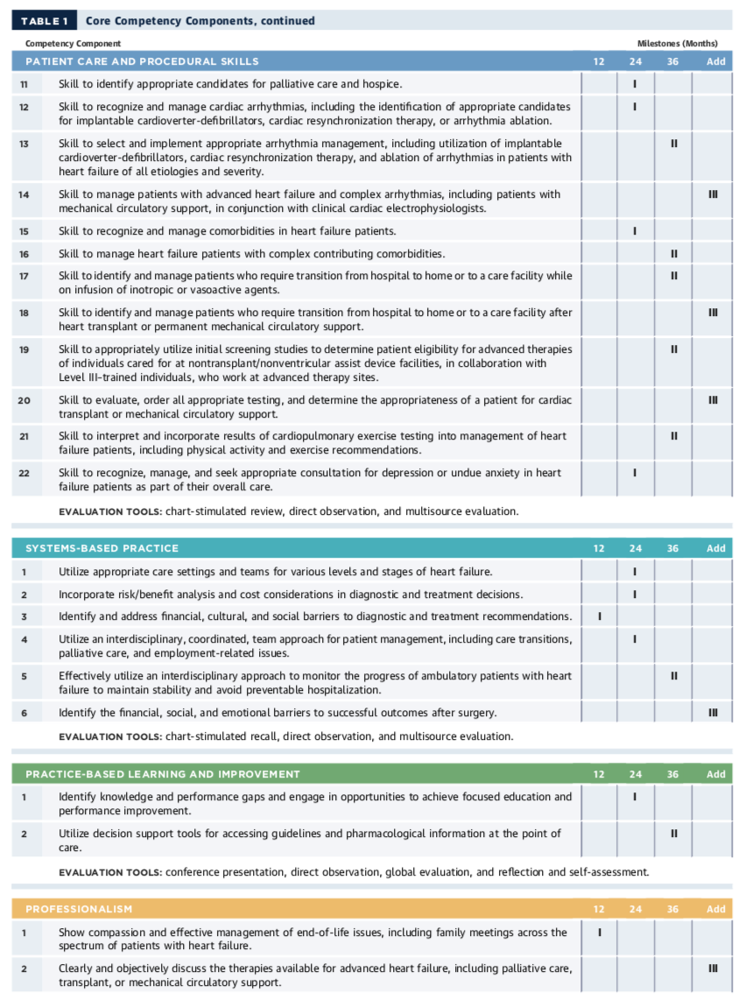 TABLE 1 Core Competency Components, continued
Competency Component Milestones (Months)
PATIENT CARE AND PROCEDURAL SKILLS 12 24 36 Add
11 Skill to identify appropriate candidates for palliative care and hospice. I
12 Skill to recognize and manage cardiac arrhythmias, including the identification of appropriate candidates I
for implantable cardioverter-defibrillators, cardiac resynchronization therapy, or arrhythmia ablation.
13 Skill to select and implement appropriate arrhythmia management, including utilization of implantable II
cardioverter-defibrillators, cardiac resynchronization therapy, and ablation of arrhythmias in patients with
heart failure of all etiologies and severity.
14 Skill to manage patients with advanced heart failure and complex arrhythmias, including patients with III
mechanical circulatory support, in conjunction with clinical cardiac electrophysiologists.
15 Skill to recognize and manage comorbidities in heart failure patients. I
16 Skill to manage heart failure patients with complex contributing comorbidities. II
17 Skill to identify and manage patients who require transition from hospital to home or to a care facility while II
on infusion of inotropic or vasoactive agents.
18 Skill to identify and manage patients who require transition from hospital to home or to a care facility after III
heart transplant or permanent mechanical circulatory support.
19 Skill to appropriately utilize initial screening studies to determine patient eligibility for advanced therapies II
of individuals cared for at nontransplant/nonventricular assist device facilities, in collaboration with
Level III-trained individuals, who work at advanced therapy sites.
20 Skill to evaluate, order all appropriate testing, and determine the appropriateness of a patient for cardiac III
transplant or mechanical circulatory support.
21 Skill to interpret and incorporate results of cardiopulmonary exercise testing into management of heart II
failure patients, including physical activity and exercise recommendations.
22 Skill to recognize, manage, and seek appropriate consultation for depression or undue anxiety in heart I
failure patients as part of their overall care.
EVALUATION TOOLS: chart-stimulated review, direct observation, and multisource evaluation.
SYSTEMS-BASED PRACTICE 12 24 36 Add
1 Utilize appropriate care settings and teams for various levels and stages of heart failure. I
2 Incorporate risk/benefit analysis and cost considerations in diagnostic and treatment decisions. I
3 Identify and address financial, cultural, and social barriers to diagnostic and treatment recommendations. I
4 Utilize an interdisciplinary, coordinated, team approach for patient management, including care transitions, I
palliative care, and employment-related issues.
5 Effectively utilize an interdisciplinary approach to monitor the progress of ambulatory patients with heart II
failure to maintain stability and avoid preventable hospitalization.
6 Identify the financial, social, and emotional barriers to successful outcomes after surgery. III
EVALUATION TOOLS: chart-stimulated recall, direct observation, and multisource evaluation.
PRACTICE-BASED LEARNING AND IMPROVEMENT 12 24 36 Add
1 Identify knowledge and performance gaps and engage in opportunities to achieve focused education and I
performance improvement.
2 Utilize decision support tools for accessing guidelines and pharmacological information at the point of II
care.
EVALUATION TOOLS: conference presentation, direct observation, global evaluation, and reflection and self-assessment.
PROFESSIONALISM 12 24 36 Add
1 Show compassion and effective management of end-of-life issues, including family meetings across the I
spectrum of patients with heart failure.
2 Clearly and objectively discuss the therapies available for advanced heart failure, including palliative care, III
transplant, or mechanical circulatory support.